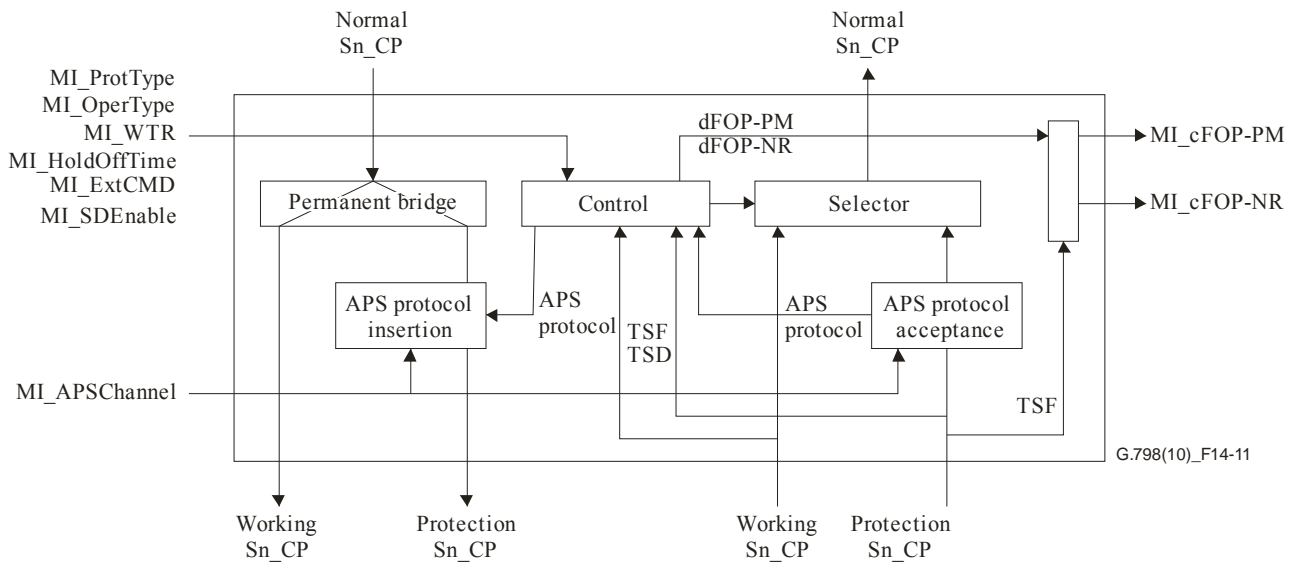 Normal
Sn_CP
Normal
Sn_CP
MI_ProtType
MI_OperType
MI_WTR
MI_HoldOffTime
MI_ExtCMD
MI_SDEnable
dFOP-PM
dFOP-NR
MI_cFOP-PM
MI_cFOP-NR
Permanent bridge
Control
Selector
APS protocol
insertion
APS
protocol
TSF
TSD
APS
protocol
APS protocol
acceptance
MI_APSChannel
TSF
G.798(10)_F14-11
Working
Sn_CP
Protection
Sn_CP
Working
Sn_CP
Protection
Sn_CP